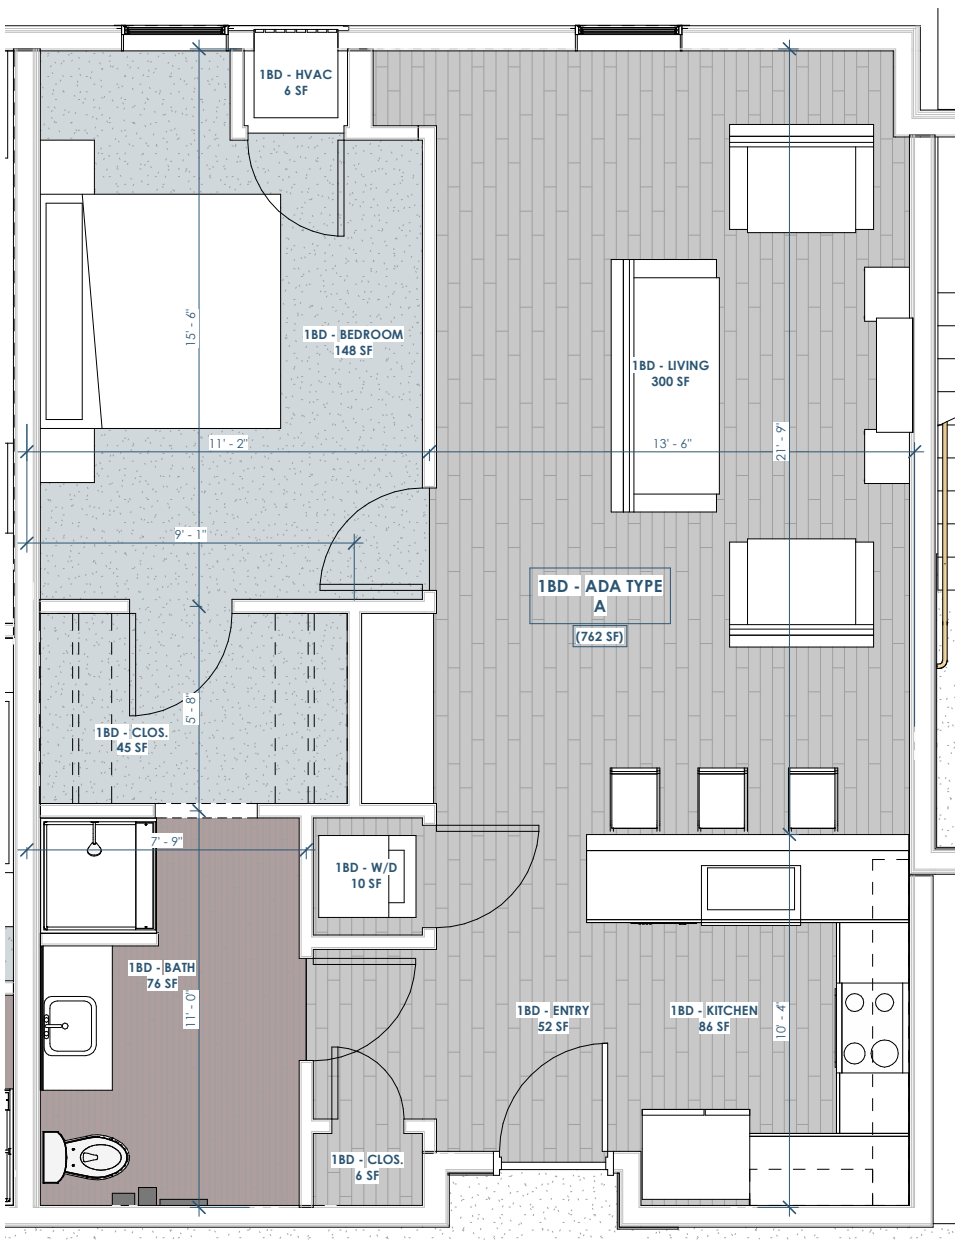 1BD - HVAC
6 SF
15' - 6"
1BD - BEDROOM
148 SF
1BD - LIVING
300 SF
11' - 2"
13' - 6"
21' - 9"
9' - 1"
1BD - ADA TYPE
A
(762 SF)
5' - 8"
1BD - CLOS.
45 SF
7' - 9"
1BD - W/D
10 SF
1BD - BATH
76 SF
11' - 0"
1BD - ENTRY
52 SF
1BD - KITCHEN
86 SF
10' - 4"
1BD - CLOS.
6 SF